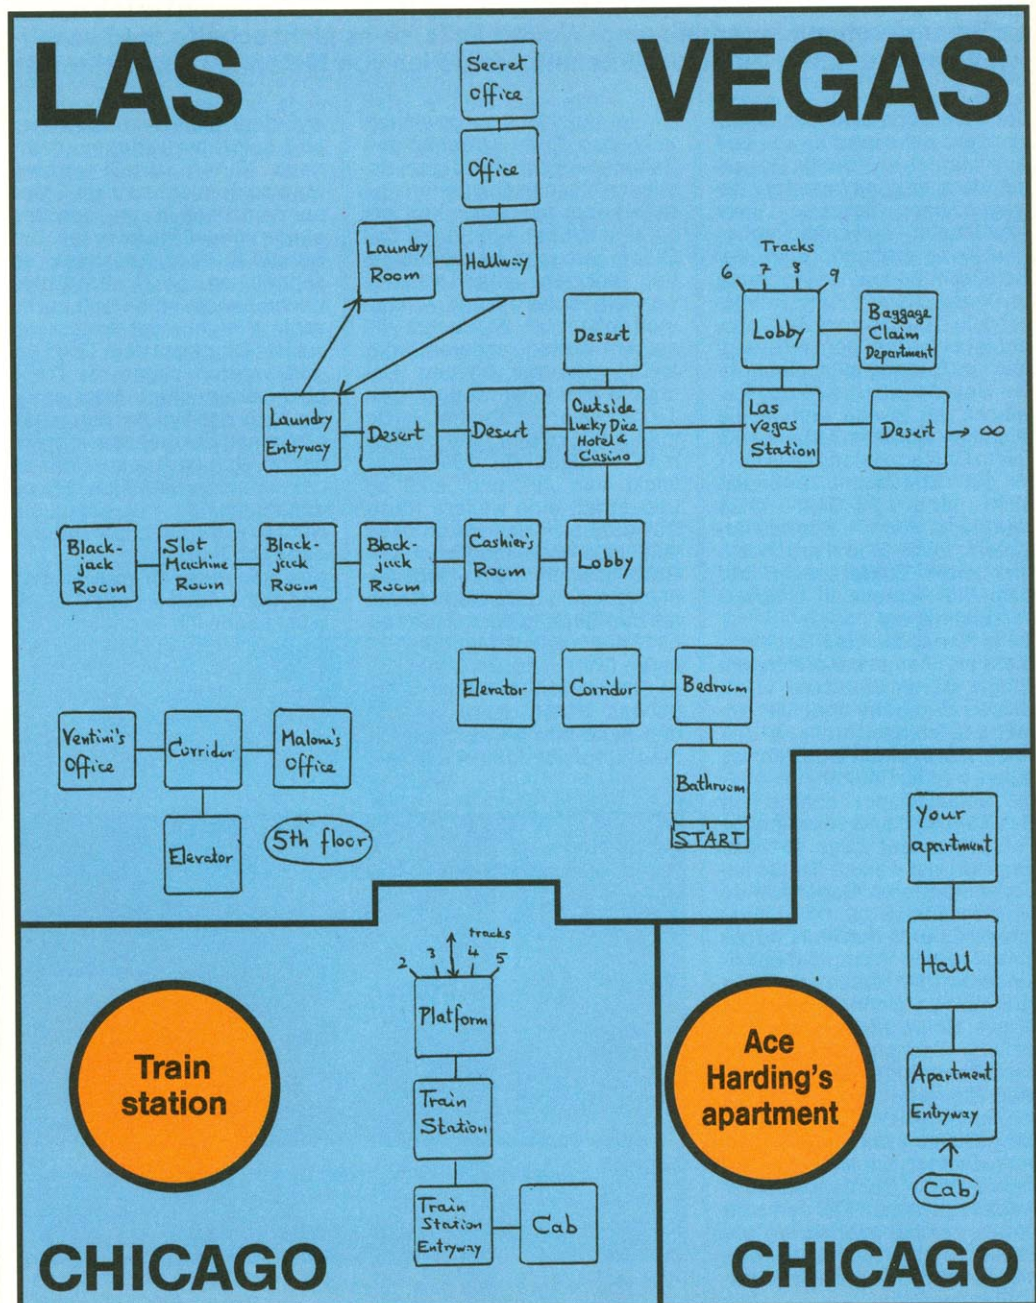 LAS VEGAS
Secret
Office
Office
Laundry
Room
Hallway
Tracks
6 7 8 9
Lobby
Baggage
Claim
Department
Desert
Laundry
Entryway
Desert
Desert
Outside
Lucky Dice
Hotel &
Casino
Las
Vegas
Station
Desert
∞
Black-
jack
Room
Slot
Machine
Room
Black-
jack
Room
Black-
jack
Room
Cashier's
Room
Lobby
Elevator
Corridor
Bedroom
Ventini's
Office
Corridor
Malone's
Office
Bathroom
START
Elevator
5th floor
Your
apartment
Hall
Apartment
Entryway
Cab
Ace
Harding's
apartment
CHICAGO
tracks
2 3 4 5
Platform
Train
Station
Train
Station
Entryway
Cab
Train
station
CHICAGO